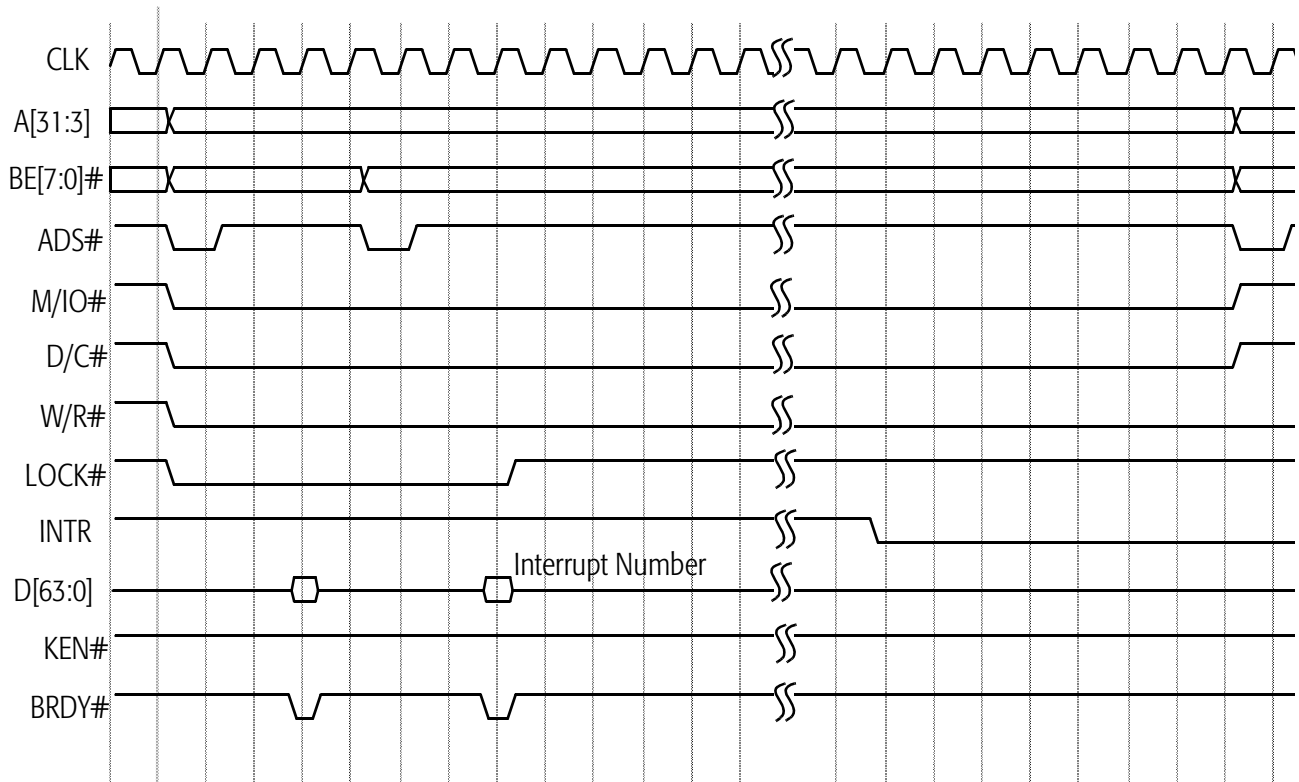 CLK
A[31:3]
BE[7:0]#
ADS#
M/IO#
D/C#
W/R#
LOCK#
INTR
Interrupt Number
D[63:0]
KEN#
BRDY#